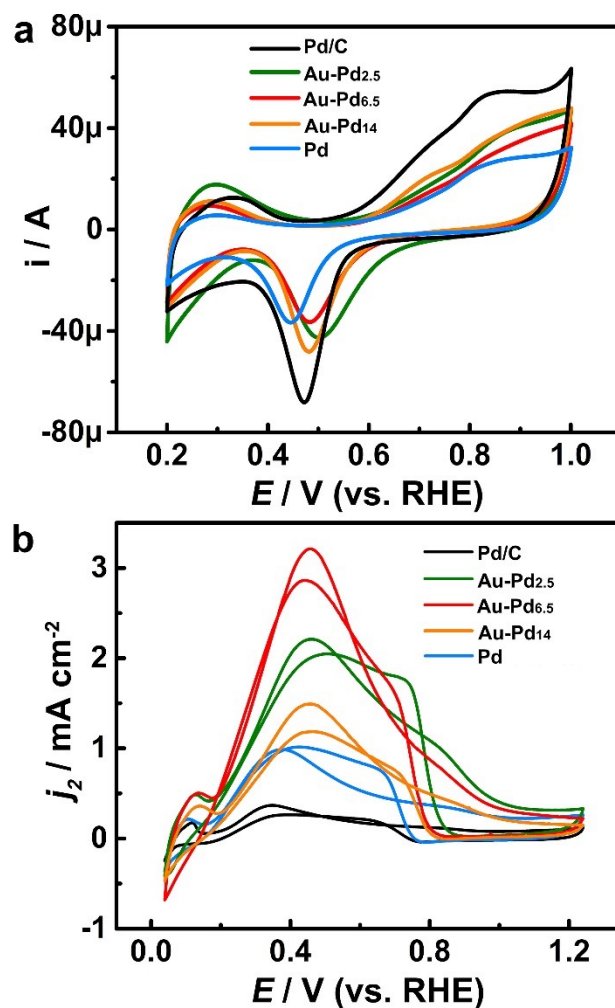 a
80µ
40µ
0
-40µ
-80µ
i / A
Pd/C
Au-Pd2.5
Au-Pd6.5
Au-Pd14
Pd
0.2 0.4 0.6 0.8 1.0
E / V (vs. RHE)
b
3
2
1
0
-1
j2 / mA cm-2
Pd/C
Au-Pd2.5
Au-Pd6.5
Au-Pd14
Pd
0.0 0.4 0.8 1.2
E / V (vs. RHE)